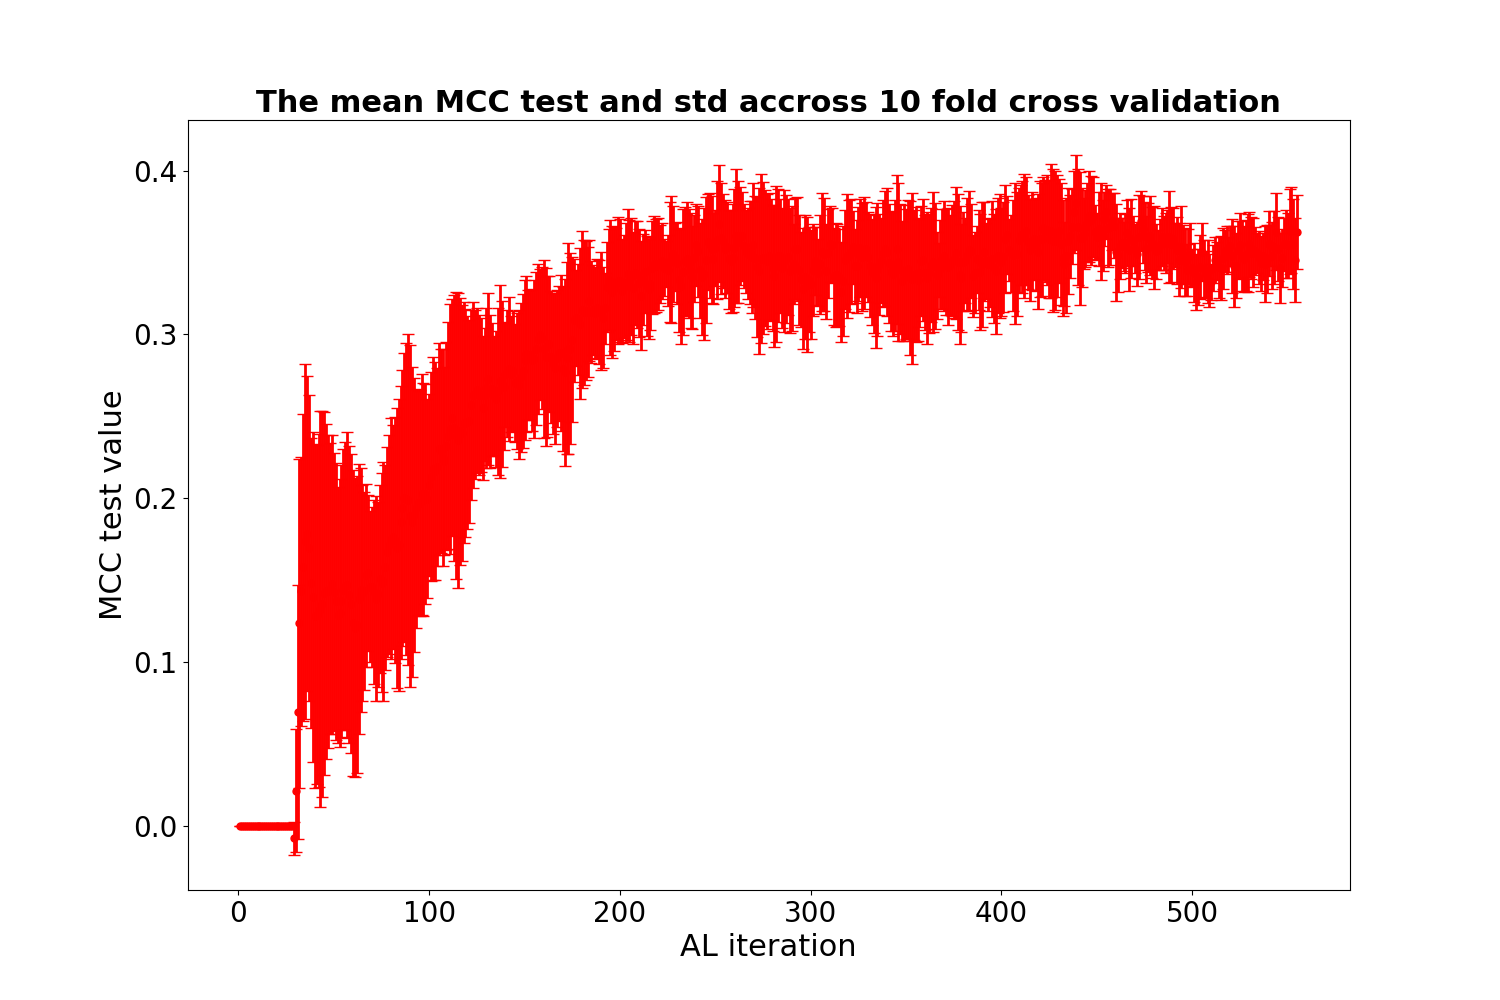 The mean MCC test and std accross 10 fold cross validation
MCC test value
0.4
0.3
0.2
0.1
0.0
0 100 200 300 400 500
AL iteration